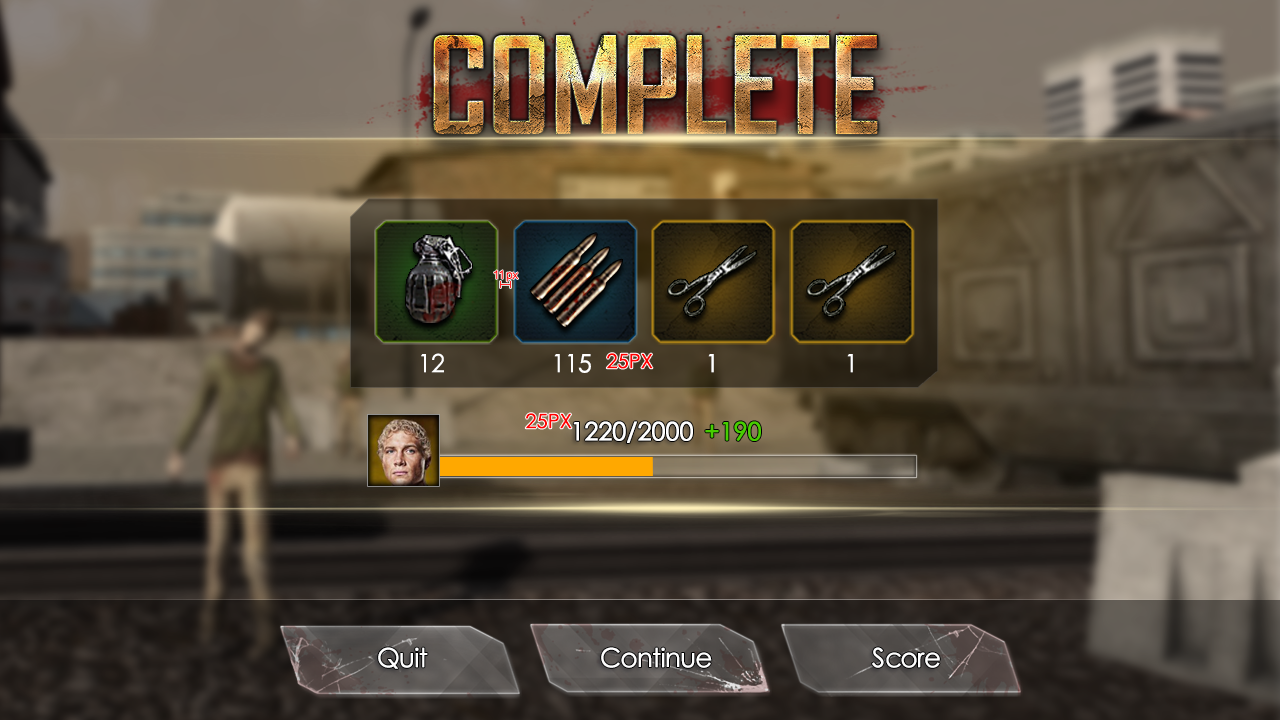 COMPLETE
11px
12
115
25PX
1
1
25PX
1220/2000 +190
Quit
Continue
Score